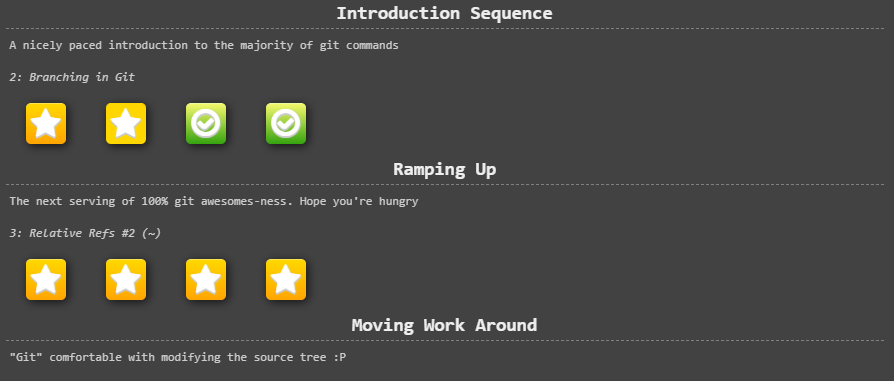 Introduction Sequence
A nicely paced introduction to the majority of git commands
2: Branching in Git
Ramping Up
The next serving of 100% git awesomes-ness. Hope you're hungry
3: Relative Refs #2 (~)
Moving Work Around
"Git" comfortable with modifying the source tree :P